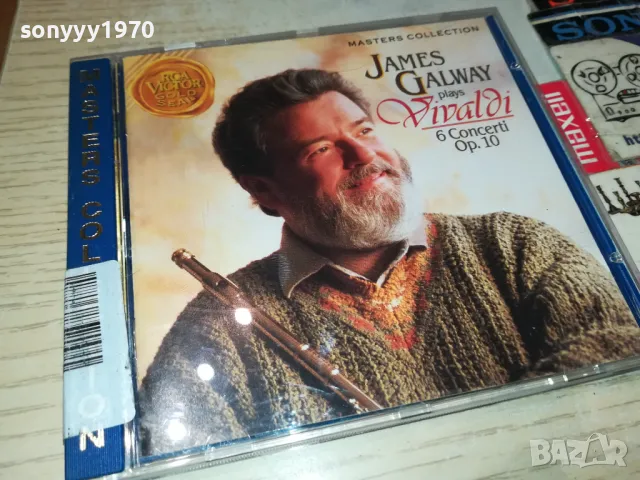 sonyyy1970
MASTERS COLLECTION
JAMES
GALWAY
plays
Vivaldi
6 Concerti
Op. 10
RCA
VICTOR
GOLD
SEAL
MASTERS COL
ION
SON
maxell
BAZAR